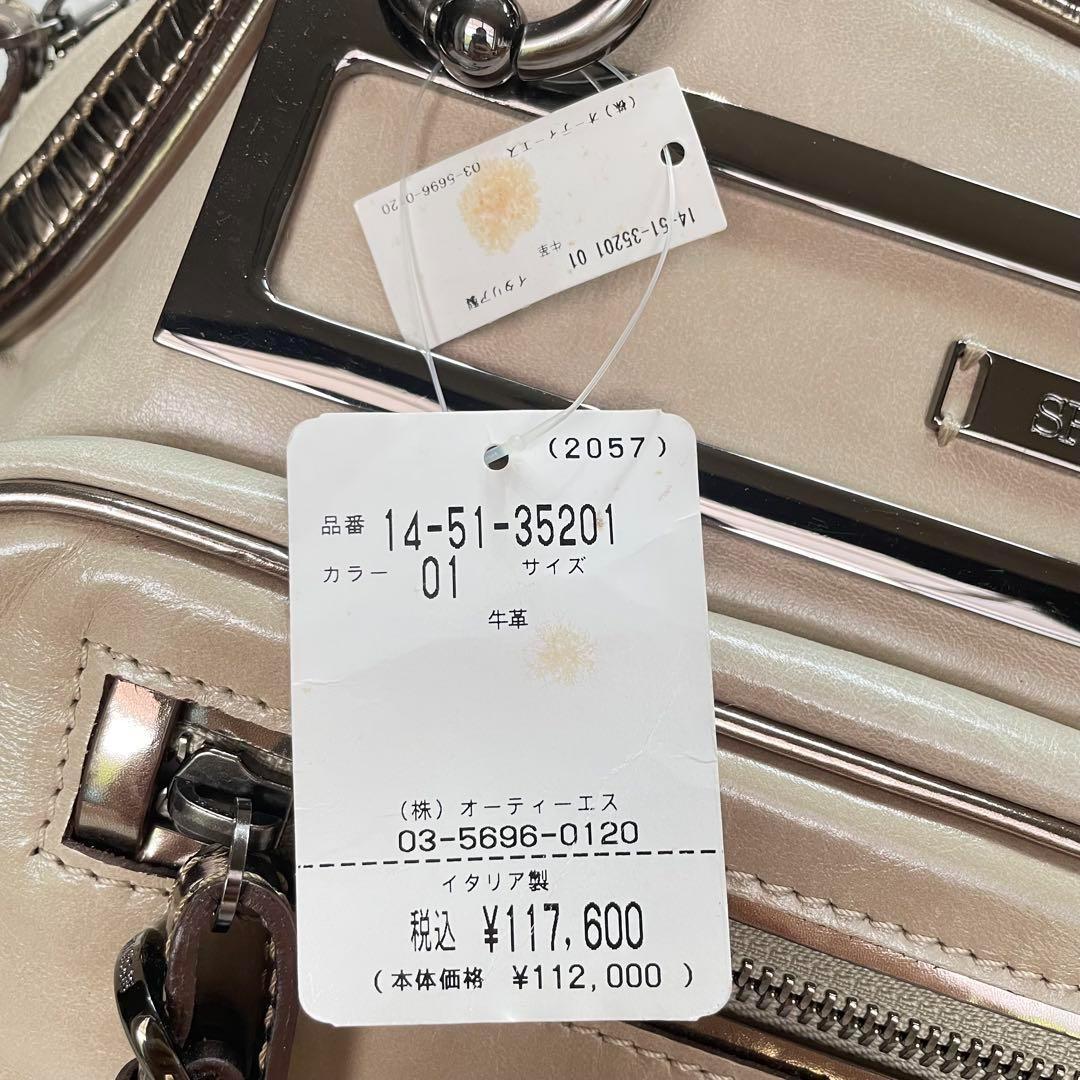 (株)オーティーエス 03-5696-0120
14-51-35201 01
牛革
イタリア製
(2057)
品番 14-51-35201
カラー 01 サイズ
牛革
(株)オーティーエス
03-5696-0120
イタリア製
税込 ¥117,600
(本体価格 ¥112,000 )